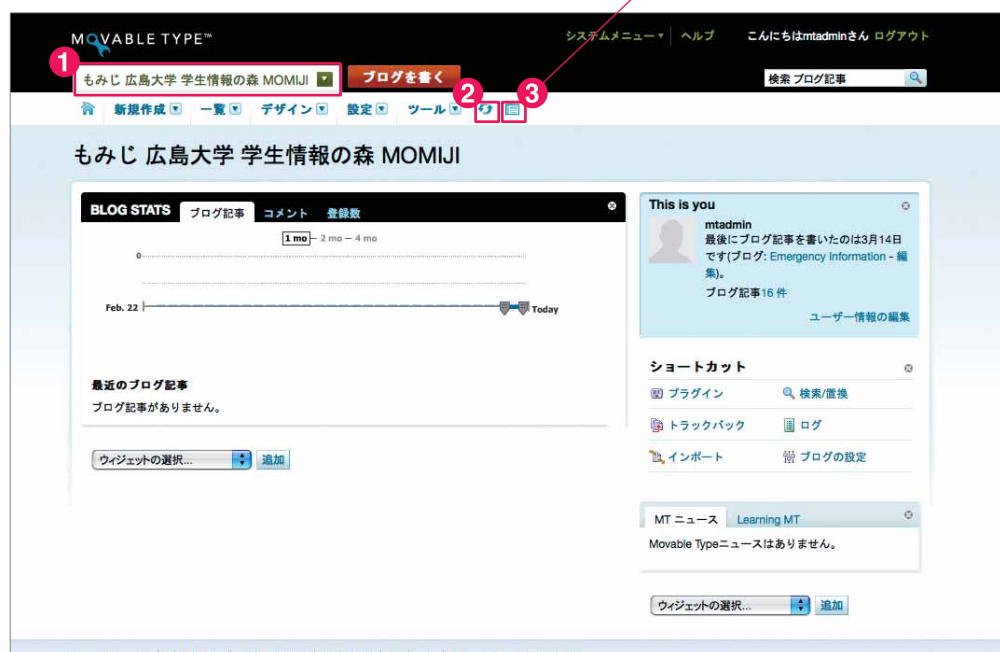 MOVABLE TYPE™
システムメニュー ヘルプ こんにちはmtadminさん ログアウト
1
もみじ 広島大学 学生情報の森 MOMIJI ブログを書く
検索 ブログ記事
2
3
新規作成 一覧 デザイン 設定 ツール
もみじ 広島大学 学生情報の森 MOMIJI
BLOG STATS ブログ記事 コメント 登録数
1 mo – 2 mo – 4 mo
0
Feb. 22
Today
最近のブログ記事
ブログ記事がありません。
ウィジェットの選択... 追加
This is you
mtadmin
最後にブログ記事を書いたのは3月14日
です(ブログ: Emergency Information - 編
集)。
ブログ記事16 件
ユーザー情報の編集
ショートカット
プラグイン 検索/置換
トラックバック ログ
インポート ブログの設定
MT ニュース Learning MT
Movable Typeニュースはありません。
ウィジェットの選択... 追加